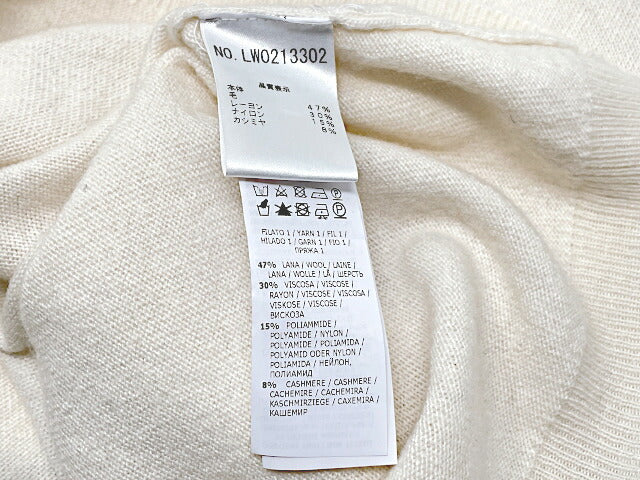 NO. LW0213302
品質表示
本体
毛 47%
レーヨン 30%
ナイロン 15%
カシミヤ 8%
FILATO 1 / YARN 1 / FIL 1 /
HILADO 1 / GARN 1 / FIO 1 /
ПРЯЖА 1
47% LANA / WOOL / LAINE /
LANA / WOLLE / LÃ / ШЕРСТЬ
30% VISCOSA / VISCOSE /
RAYON / VISCOSE / VISCOSA /
VISKOSE / VISCOSE /
ВИСКОЗА
15% POLIAMMIDE /
POLYAMIDE / NYLON /
POLYAMIDE / POLIAMIDA /
POLYAMID ODER NYLON /
POLIAMIDA / НЕЙЛОН,
ПОЛИАМИД
8% CASHMERE / CASHMERE /
CACHEMIRE / CACHEMIRA /
KASCHMIRZIEGE / CAXEMIRA /
КАШЕМИР